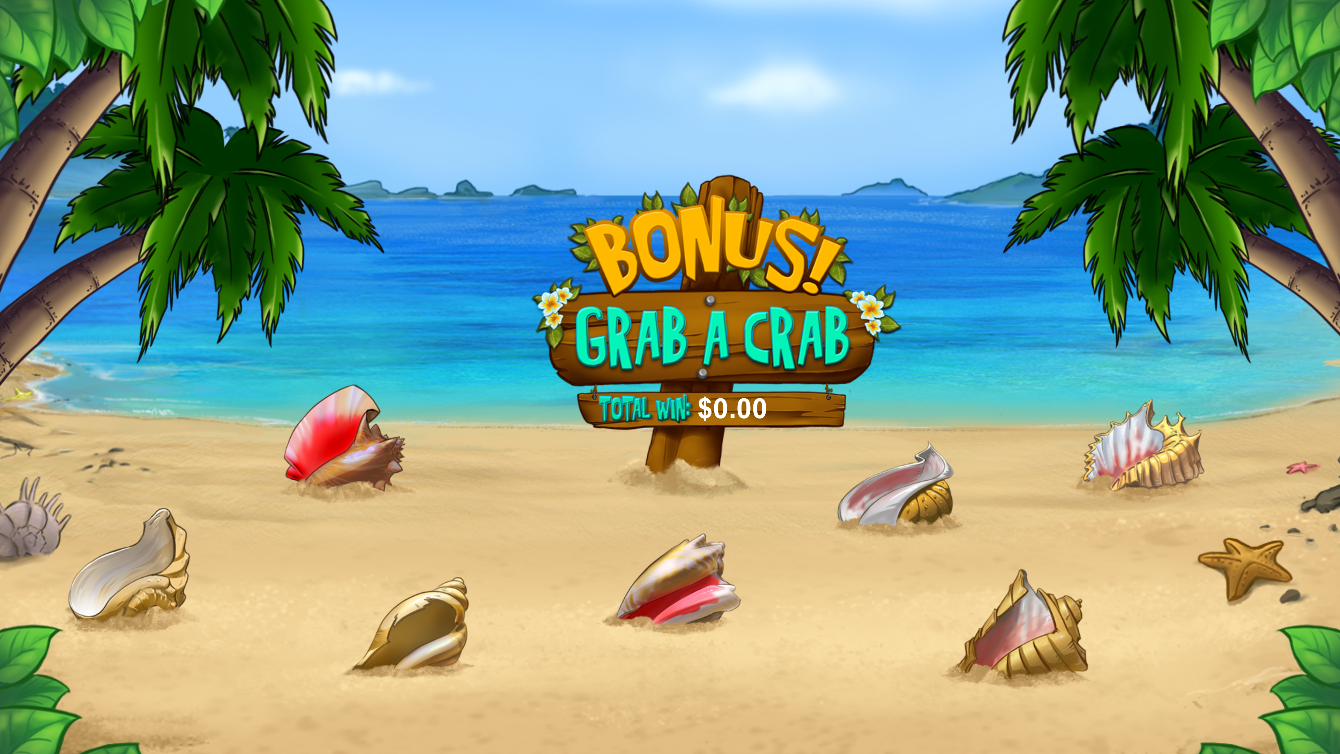 BONUS!
GRAB A CRAB
TOTAL WIN: $0.00